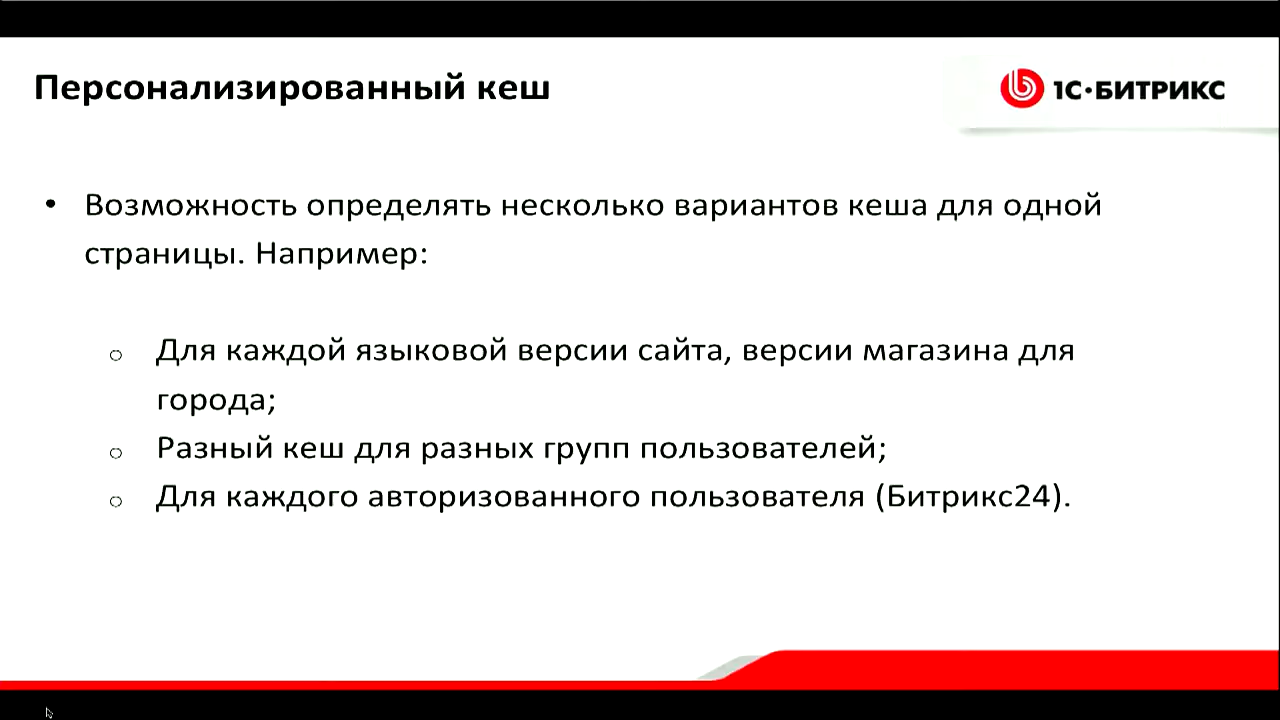 Персонализированный кеш
1С·БИТРИКС
• Возможность определять несколько вариантов кеша для одной
страницы. Например:
o Для каждой языковой версии сайта, версии магазина для
города;
o Разный кеш для разных групп пользователей;
o Для каждого авторизованного пользователя (Битрикс24).